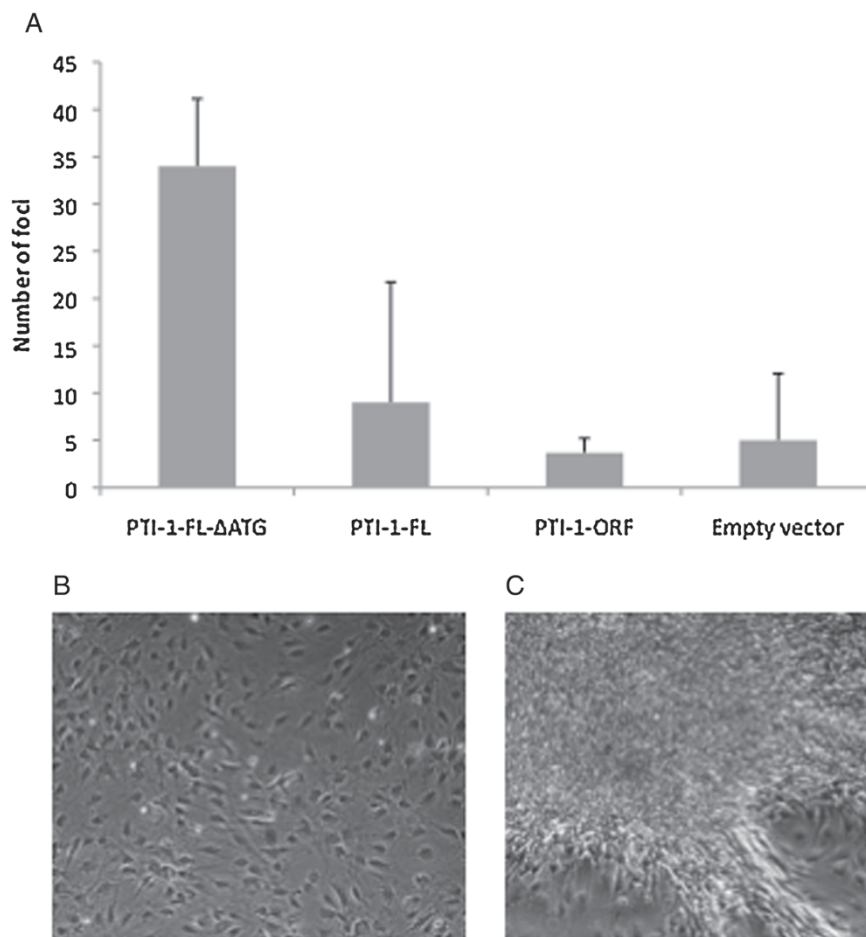 A
45
40
35
30
25
20
15
10
5
0
Number of foci
PTI-1-FL-ΔATG PTI-1-FL PTI-1-ORF Empty vector
B C